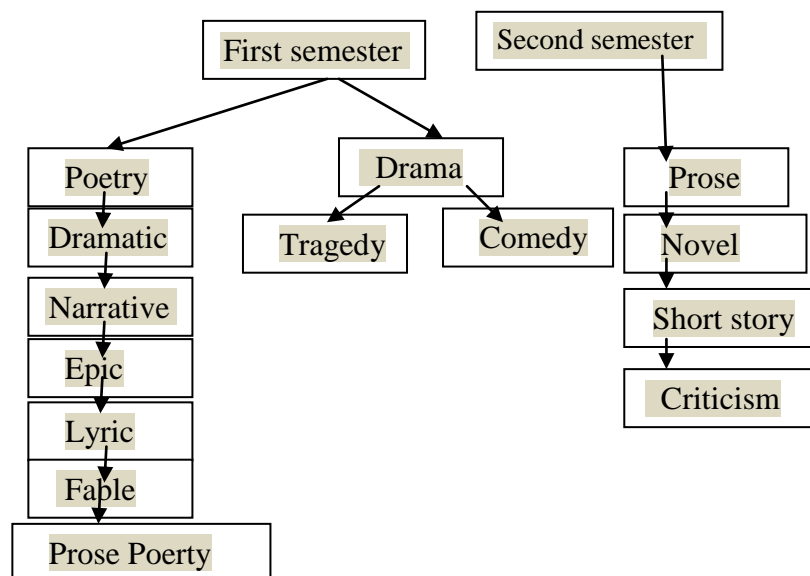 First semester
Second semester
Poetry
Drama
Prose
Dramatic
Tragedy
Comedy
Novel
Narrative
Short story
Epic
Criticism
Lyric
Fable
Prose Poerty